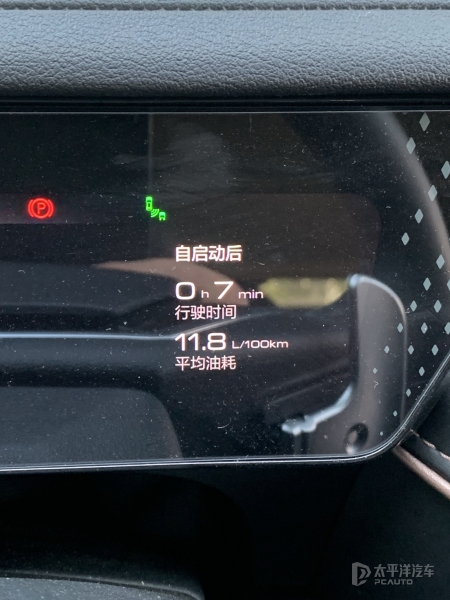 P
自启动后
0 h 7 min
行驶时间
11.8 L/100km
平均油耗
太平洋汽车
PCAUTO